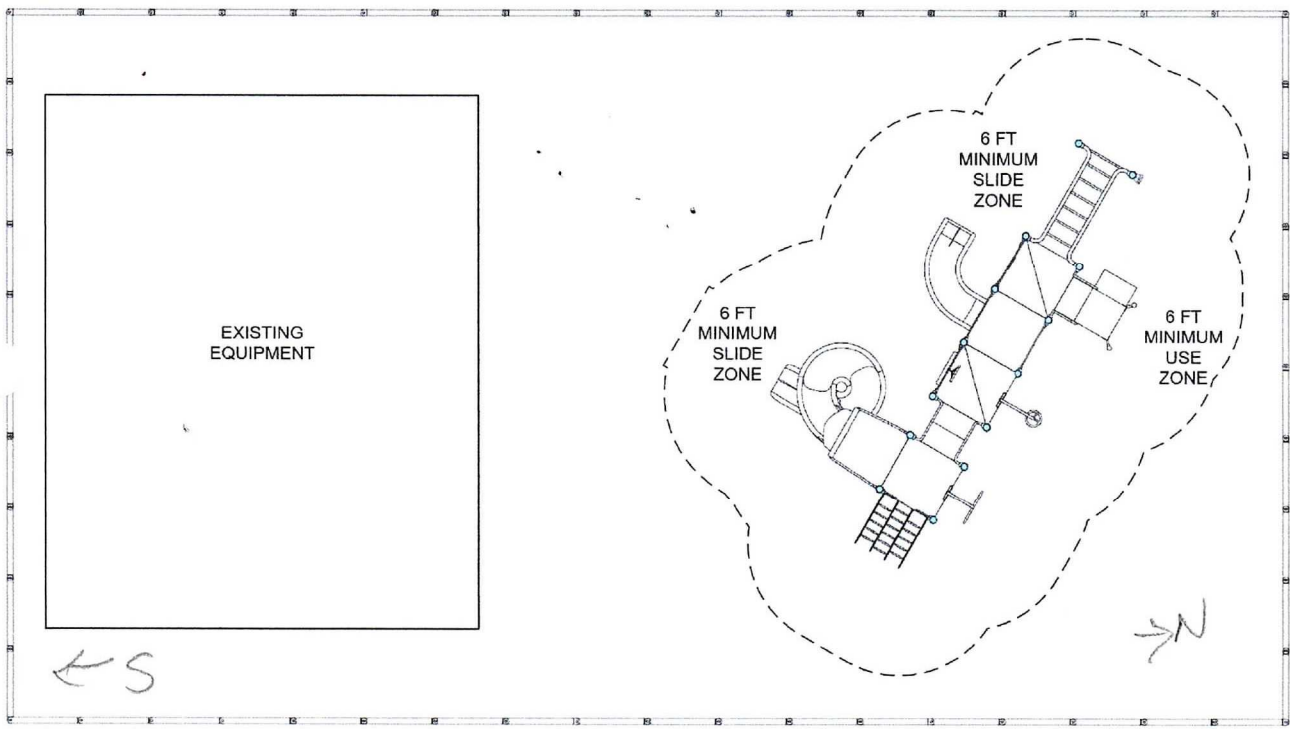 6 FT
MINIMUM
SLIDE
ZONE
6 FT
MINIMUM
SLIDE
ZONE
6 FT
MINIMUM
USE
ZONE
EXISTING
EQUIPMENT
← S
→ N